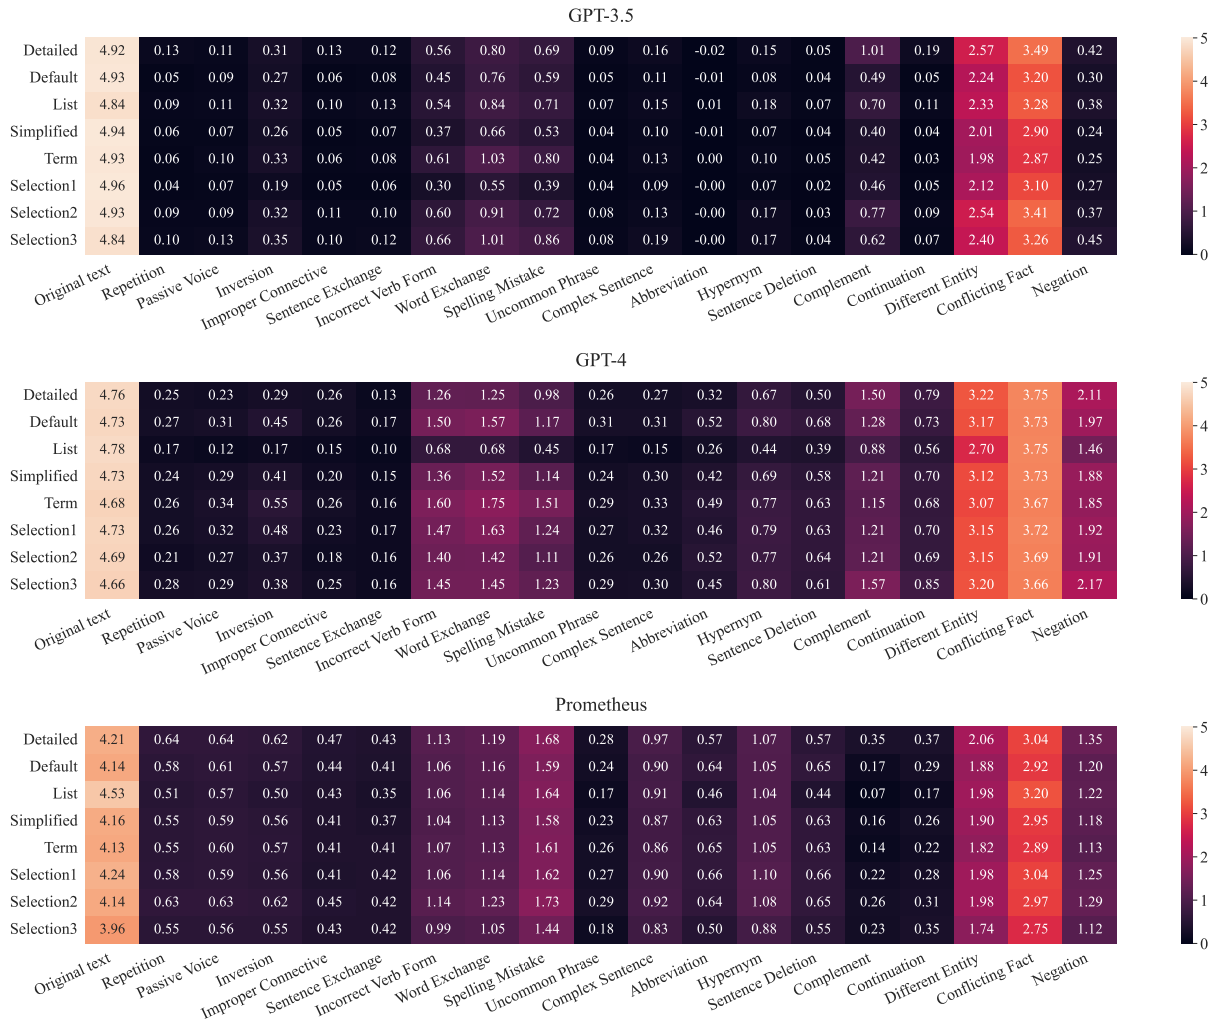 GPT-3.5
Detailed 4.92 0.13 0.11 0.31 0.13 0.12 0.56 0.80 0.69 0.09 0.16 -0.02 0.15 0.05 1.01 0.19 2.57 3.49 0.42
Default 4.93 0.05 0.09 0.27 0.06 0.08 0.45 0.76 0.59 0.05 0.11 -0.01 0.08 0.04 0.49 0.05 2.24 3.20 0.30
List 4.84 0.09 0.11 0.32 0.10 0.13 0.54 0.84 0.71 0.07 0.15 0.01 0.18 0.07 0.70 0.11 2.33 3.28 0.38
Simplified 4.94 0.06 0.07 0.26 0.05 0.07 0.37 0.66 0.53 0.04 0.10 -0.01 0.07 0.04 0.40 0.04 2.01 2.90 0.24
Term 4.93 0.06 0.10 0.33 0.06 0.08 0.61 1.03 0.80 0.04 0.13 0.00 0.10 0.05 0.42 0.03 1.98 2.87 0.25
Selection1 4.96 0.04 0.07 0.19 0.05 0.06 0.30 0.55 0.39 0.04 0.09 -0.00 0.07 0.02 0.46 0.05 2.12 3.10 0.27
Selection2 4.93 0.09 0.09 0.32 0.11 0.10 0.60 0.91 0.72 0.08 0.13 -0.00 0.17 0.03 0.77 0.09 2.54 3.41 0.37
Selection3 4.84 0.10 0.13 0.35 0.10 0.12 0.66 1.01 0.86 0.08 0.19 -0.00 0.17 0.04 0.62 0.07 2.40 3.26 0.45
Original text Repetition Passive Voice Inversion Improper Connective Sentence Exchange Incorrect Verb Form Word Exchange Spelling Mistake Uncommon Phrase Complex Sentence Abbreviation Hypernym Sentence Deletion Complement Continuation Different Entity Conflicting Fact Negation
5
4
3
2
1
0
GPT-4
Detailed 4.76 0.25 0.23 0.29 0.26 0.13 1.26 1.25 0.98 0.26 0.27 0.32 0.67 0.50 1.50 0.79 3.22 3.75 2.11
Default 4.73 0.27 0.31 0.45 0.26 0.17 1.50 1.57 1.17 0.31 0.31 0.52 0.80 0.68 1.28 0.73 3.17 3.73 1.97
List 4.78 0.17 0.12 0.17 0.15 0.10 0.68 0.68 0.45 0.17 0.15 0.26 0.44 0.39 0.88 0.56 2.70 3.75 1.46
Simplified 4.73 0.24 0.29 0.41 0.20 0.15 1.36 1.52 1.14 0.24 0.30 0.42 0.69 0.58 1.21 0.70 3.12 3.73 1.88
Term 4.68 0.26 0.34 0.55 0.26 0.16 1.60 1.75 1.51 0.29 0.33 0.49 0.77 0.63 1.15 0.68 3.07 3.67 1.85
Selection1 4.73 0.26 0.32 0.48 0.23 0.17 1.47 1.63 1.24 0.27 0.32 0.46 0.79 0.63 1.21 0.70 3.15 3.72 1.92
Selection2 4.69 0.21 0.27 0.37 0.18 0.16 1.40 1.42 1.11 0.26 0.26 0.52 0.77 0.64 1.21 0.69 3.15 3.69 1.91
Selection3 4.66 0.28 0.29 0.38 0.25 0.16 1.45 1.45 1.23 0.29 0.30 0.45 0.80 0.61 1.57 0.85 3.20 3.66 2.17
Original text Repetition Passive Voice Inversion Improper Connective Sentence Exchange Incorrect Verb Form Word Exchange Spelling Mistake Uncommon Phrase Complex Sentence Abbreviation Hypernym Sentence Deletion Complement Continuation Different Entity Conflicting Fact Negation
5
4
3
2
1
0
Prometheus
Detailed 4.21 0.64 0.64 0.62 0.47 0.43 1.13 1.19 1.68 0.28 0.97 0.57 1.07 0.57 0.35 0.37 2.06 3.04 1.35
Default 4.14 0.58 0.61 0.57 0.44 0.41 1.06 1.16 1.59 0.24 0.90 0.64 1.05 0.65 0.17 0.29 1.88 2.92 1.20
List 4.53 0.51 0.57 0.50 0.43 0.35 1.06 1.14 1.64 0.17 0.91 0.46 1.04 0.44 0.07 0.17 1.98 3.20 1.22
Simplified 4.16 0.55 0.59 0.56 0.41 0.37 1.04 1.13 1.58 0.23 0.87 0.63 1.05 0.63 0.16 0.26 1.90 2.95 1.18
Term 4.13 0.55 0.60 0.57 0.41 0.41 1.07 1.13 1.61 0.26 0.86 0.65 1.05 0.63 0.14 0.22 1.82 2.89 1.13
Selection1 4.24 0.58 0.59 0.56 0.41 0.42 1.06 1.14 1.62 0.27 0.90 0.66 1.10 0.66 0.22 0.28 1.98 3.04 1.25
Selection2 4.14 0.63 0.63 0.62 0.45 0.42 1.14 1.23 1.73 0.29 0.92 0.64 1.08 0.65 0.26 0.31 1.98 2.97 1.29
Selection3 3.96 0.55 0.56 0.55 0.43 0.42 0.99 1.05 1.44 0.18 0.83 0.50 0.88 0.55 0.23 0.35 1.74 2.75 1.12
Original text Repetition Passive Voice Inversion Improper Connective Sentence Exchange Incorrect Verb Form Word Exchange Spelling Mistake Uncommon Phrase Complex Sentence Abbreviation Hypernym Sentence Deletion Complement Continuation Different Entity Conflicting Fact Negation
5
4
3
2
1
0